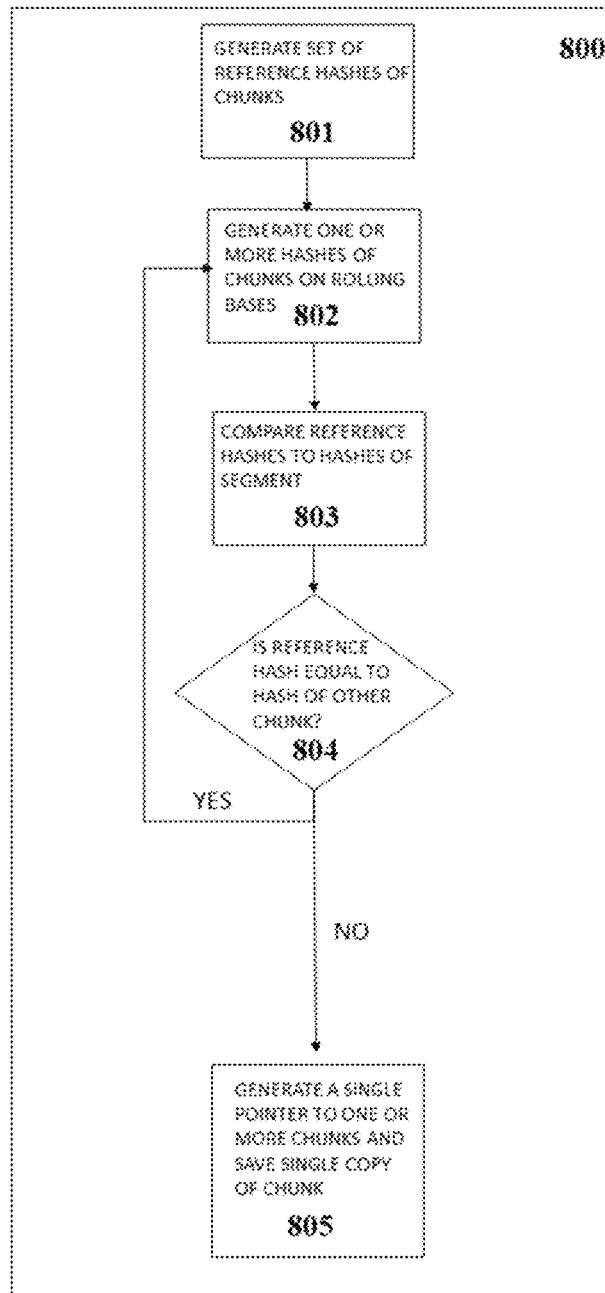 800
GENERATE SET OF
REFERENCE HASHES OF
CHUNKS
801
GENERATE ONE OR
MORE HASHES OF
CHUNKS ON ROLLING
BASES
802
COMPARE REFERENCE
HASHES TO HASHES OF
SEGMENT
803
IS REFERENCE
HASH EQUAL TO
HASH OF OTHER
CHUNK?
804
YES
NO
GENERATE A SINGLE
POINTER TO ONE OR
MORE CHUNKS AND
SAVE SINGLE COPY
OF CHUNK
805